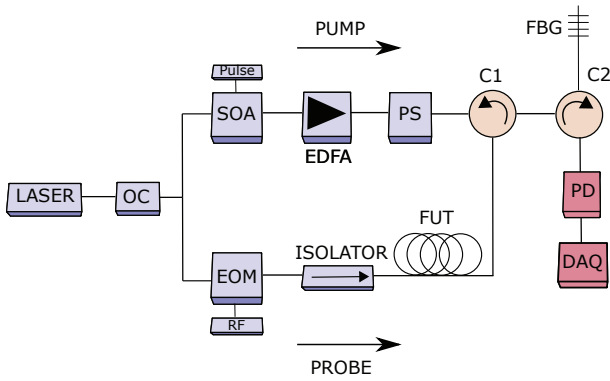 PUMP
FBG
Pulse
C1
C2
SOA
PS
EDFA
LASER
OC
PD
FUT
ISOLATOR
EOM
DAQ
RF
PROBE